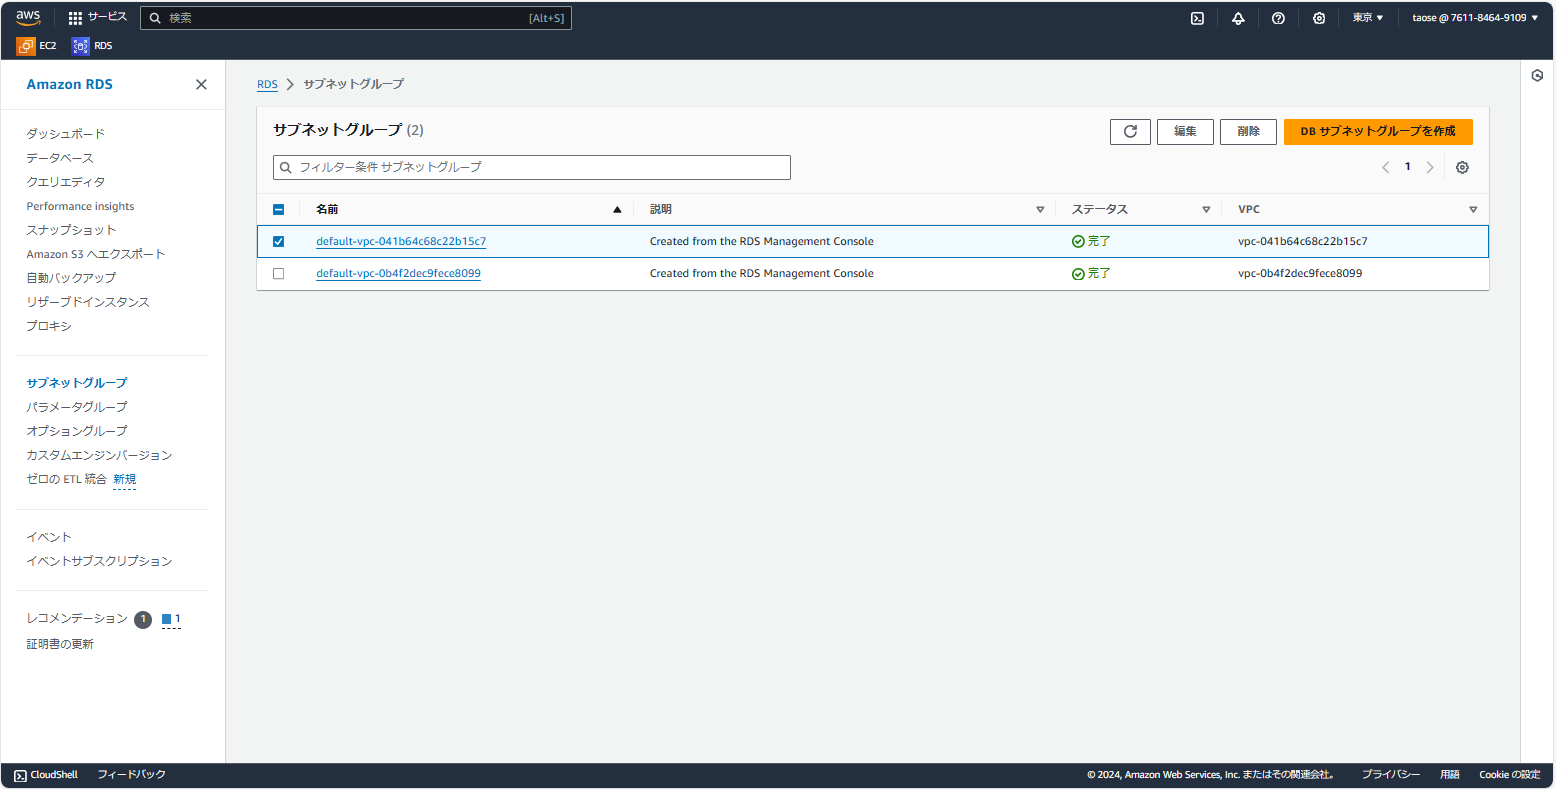 aws サービス 検索 [Alt+S] 東京 ▼ taose @ 7611-8464-9109 ▼
EC2 RDS
Amazon RDS
ダッシュボード
データベース
クエリエディタ
Performance insights
スナップショット
Amazon S3 へエクスポート
自動バックアップ
リザーブドインスタンス
プロキシ
サブネットグループ
パラメータグループ
オプショングループ
カスタムエンジンバージョン
ゼロの ETL 統合 新規
イベント
イベントサブスクリプション
レコメンデーション 1 1
証明書の更新
RDS > サブネットグループ
サブネットグループ (2) 編集 削除 DB サブネットグループを作成
フィルター条件 サブネットグループ 1
名前 説明 ステータス VPC
default-vpc-041b64c68c22b15c7 Created from the RDS Management Console 完了 vpc-041b64c68c22b15c7
default-vpc-0b4f2dec9fece8099 Created from the RDS Management Console 完了 vpc-0b4f2dec9fece8099
CloudShell フィードバック © 2024, Amazon Web Services, Inc. またはその関連会社。 プライバシー 用語 Cookie の設定